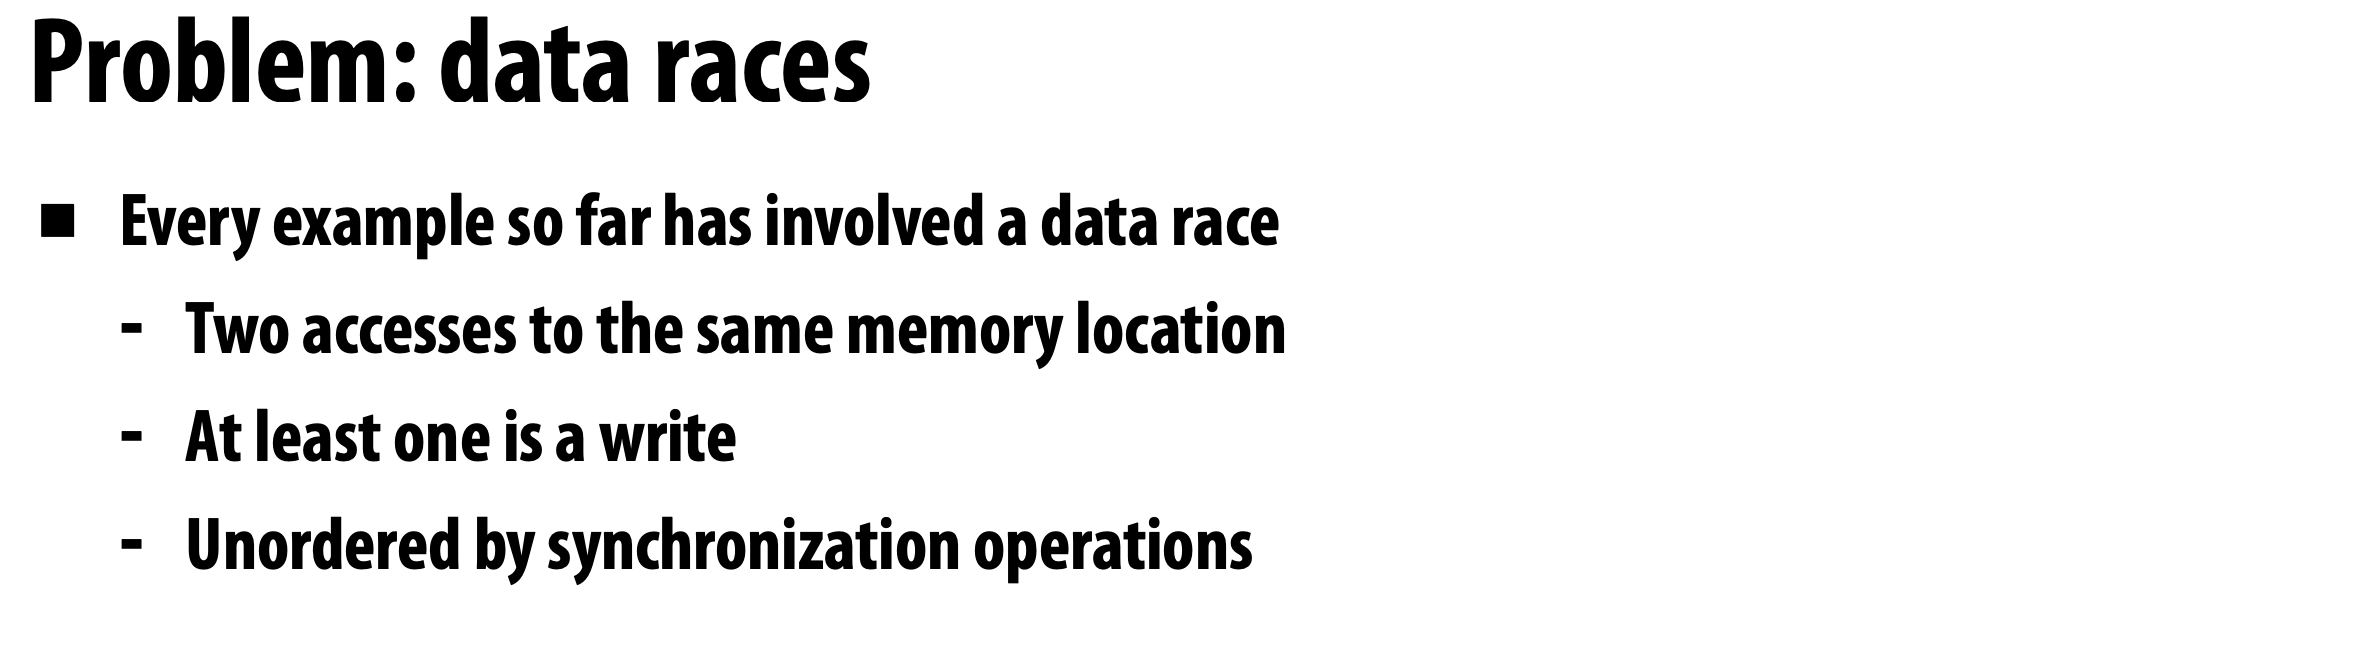 Problem: data races
■ Every example so far has involved a data race
- Two accesses to the same memory location
- At least one is a write
- Unordered by synchronization operations